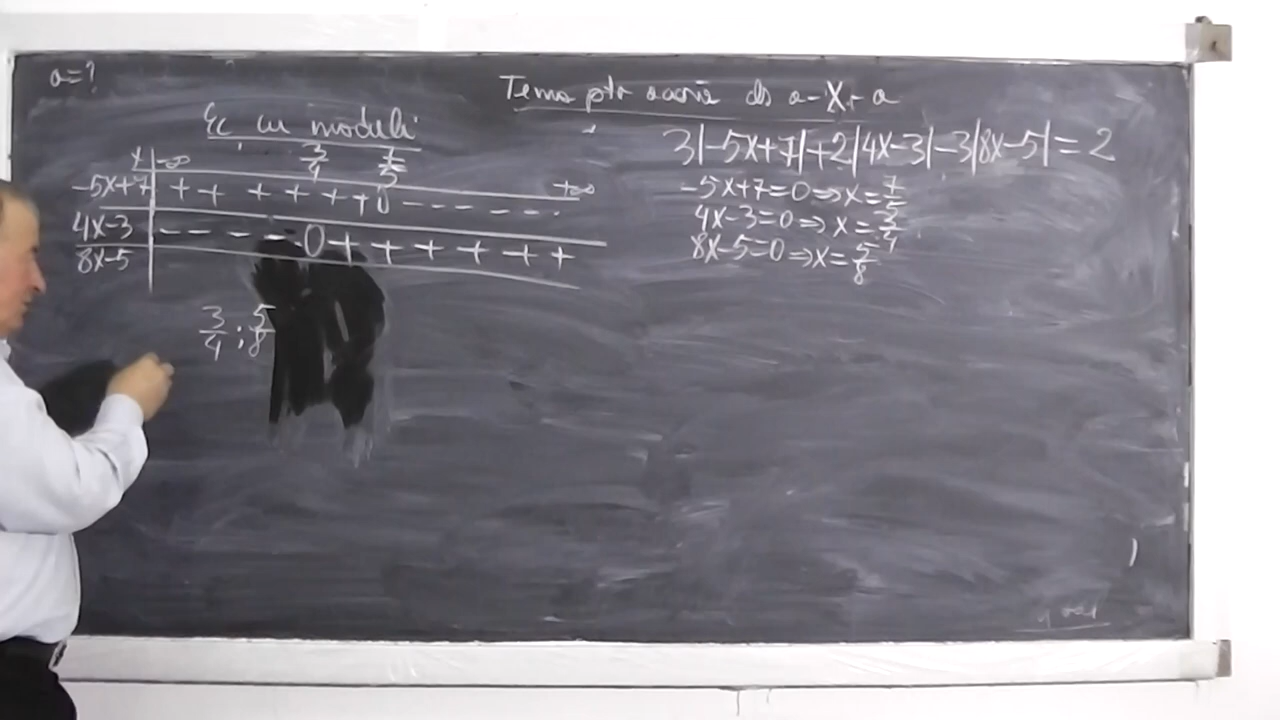 a=?
Tema ptr a a XI-a
Ec cu moduli
3|-5x+7|+2|4x-3|-3|8x-5|=2
x -∞ 3/4 7/5 +∞
-5x+7 + + + + + + + 0 - - - - - -
4x-3 - - - - - 0 + + + + + +
8x-5
-5x+7=0⇒x=7/5
4x-3=0⇒x=3/4
8x-5=0⇒x=5/8
3/4 ; 5/8